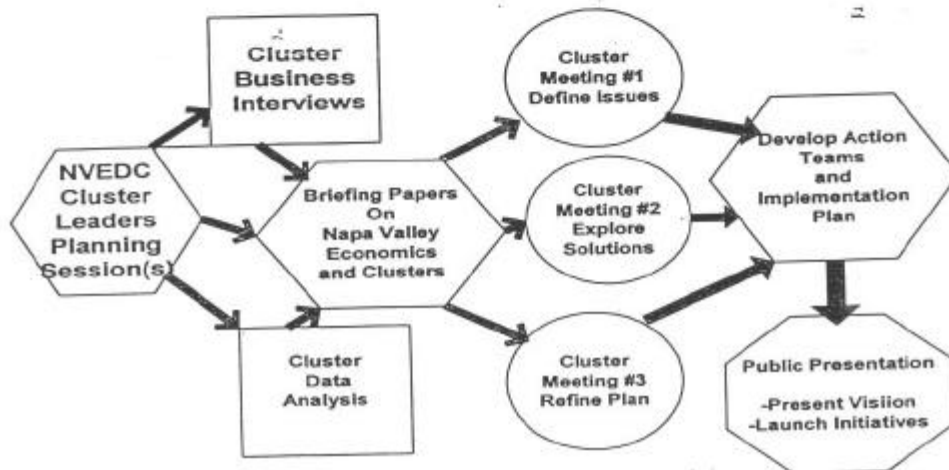 NVEDC
Cluster
Leaders
Planning
Session(s)
Cluster
Business
Interviews
Cluster
Data
Analysis
Briefing Papers
On
Napa Valley
Economics
and Clusters
Cluster
Meeting #1
Define Issues
Cluster
Meeting #2
Explore
Solutions
Cluster
Meeting #3
Refine Plan
Develop Action
Teams
and
Implementation
Plan
Public Presentation
-Present Visiion
-Launch Initiatives